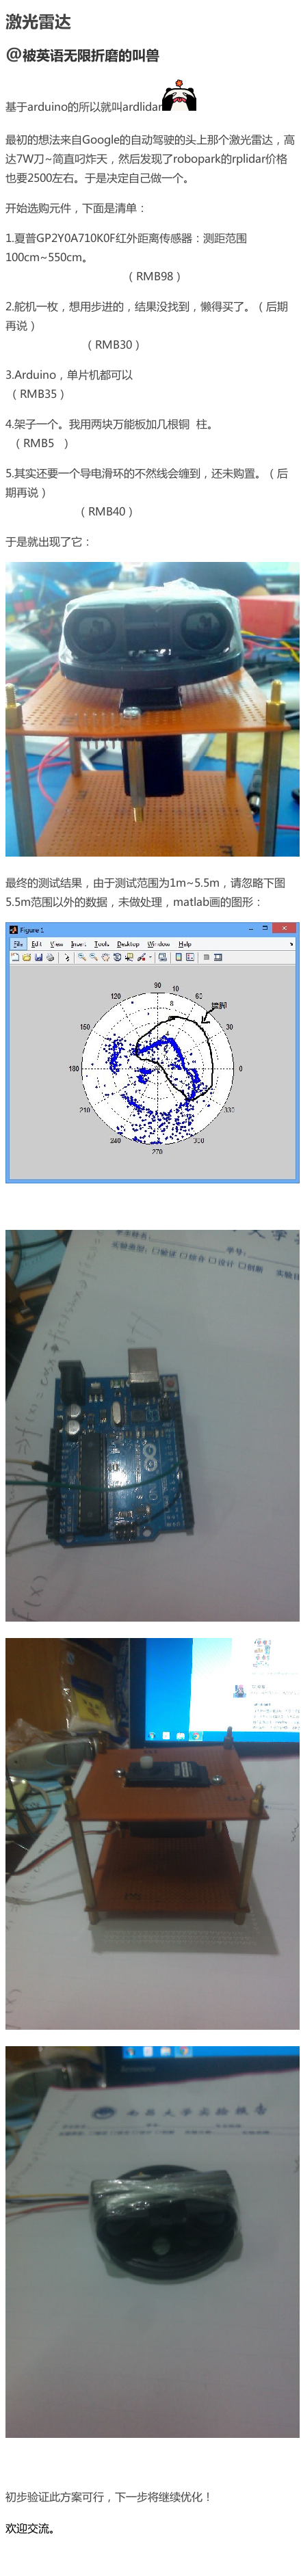 激光雷达
@被英语无限折磨的叫兽
基于arduino的所以就叫ardlidar
最初的想法来自Google的自动驾驶的头上那个激光雷达，高
达7W刀~简直叼炸天，然后发现了robopark的rplidar价格
也要2500左右。于是决定自己做一个。
开始选购元件，下面是清单：
1.夏普GP2Y0A710K0F红外距离传感器：测距范围
100cm~550cm。
（RMB98）
2.舵机一枚，想用步进的，结果没找到，懒得买了。（后期
再说）
（RMB30）
3.Arduino，单片机都可以
（RMB35）
4.架子一个。我用两块万能板加几根铜 柱。
（RMB5 ）
5.其实还要一个导电滑环的不然线会缠到，还未购置。（后
期再说）
（RMB40）
于是就出现了它：
最终的测试结果，由于测试范围为1m~5.5m，请忽略下图
5.5m范围以外的数据，未做处理，matlab画的图形：
Figure 1
File Edit View Insert Tools Desktop Window Help
90 10
120 60
8
150 30
墙脚
180 0
210 330
240 300
270
实验报告
f(x)
初步验证此方案可行，下一步将继续优化！
欢迎交流。